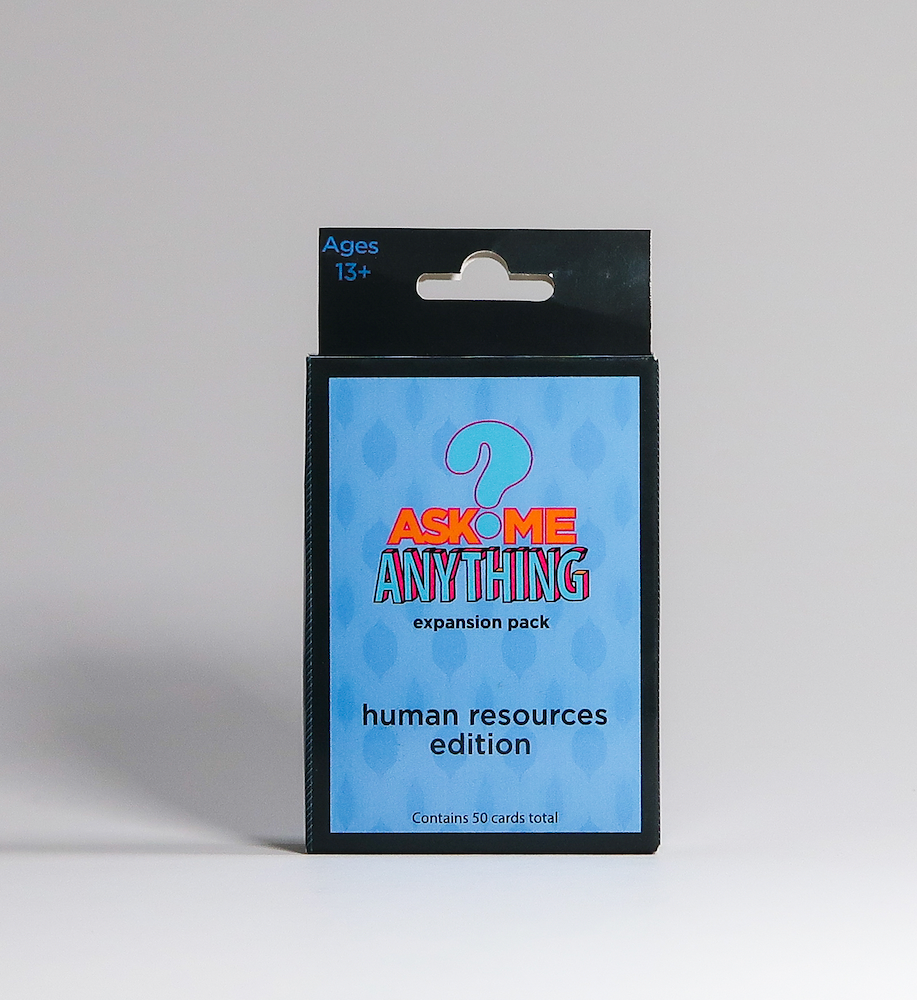 Ages
13+
ASK ME
ANYTHING
expansion pack
human resources
edition
Contains 50 cards total